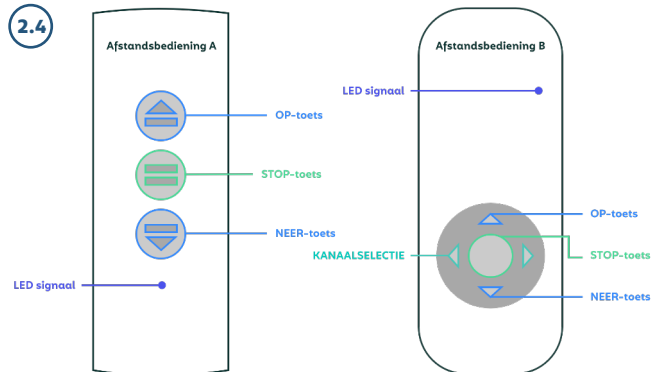 2.4
Afstandsbediening A
OP-toets
STOP-toets
NEER-toets
LED signaal
Afstandsbediening B
LED signaal
OP-toets
KANAALSELECTIE
STOP-toets
NEER-toets